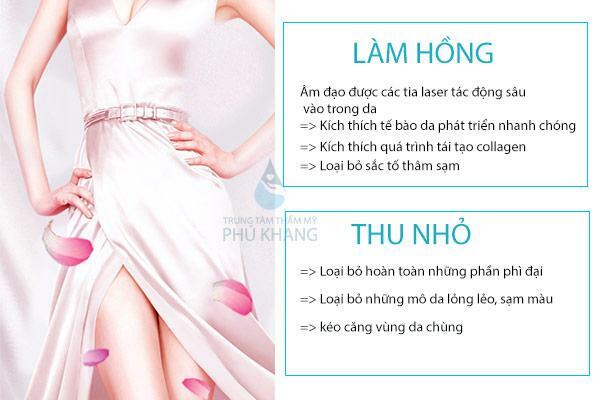 LÀM HỒNG
Âm đạo được các tia laser tác động sâu
vào trong da
=> Kích thích tế bào da phát triển nhanh chóng
=> Kích thích quá trình tái tạo collagen
=> Loại bỏ sắc tố thâm sạm
TRUNG TÂM THẨM MỸ
PHÚ KHANG
THU NHỎ
=> Loại bỏ hoàn toàn những phần phì đại
=> Loại bỏ những mô da lỏng lẻo, sạm màu
=> kéo căng vùng da chùng